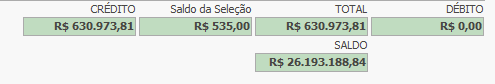 CRÉDITO Saldo da Seleção TOTAL DÉBITO
R$ 630.973,81 R$ 535,00 R$ 630.973,81 R$ 0,00
SALDO
R$ 26.193.188,84